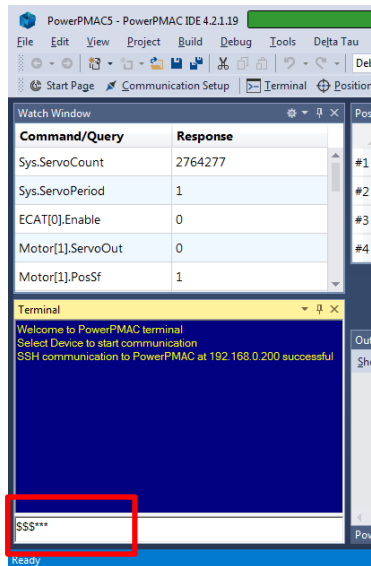 PowerPMAC5 - PowerPMAC IDE 4.2.1.19
File Edit View Project Build Debug Tools Delta Tau
Start Page Communication Setup Terminal Position
Watch Window
Command/Query Response
Sys.ServoCount 2764277
#1
Sys.ServoPeriod 1
#2
ECAT[0].Enable 0
#3
Motor[1].ServoOut 0
#4
Motor[1].PosSf 1
Terminal
Welcome to PowerPMAC terminal
Select Device to start communication
SSH communication to PowerPMAC at 192.168.0.200 successful
$$$***
Ready